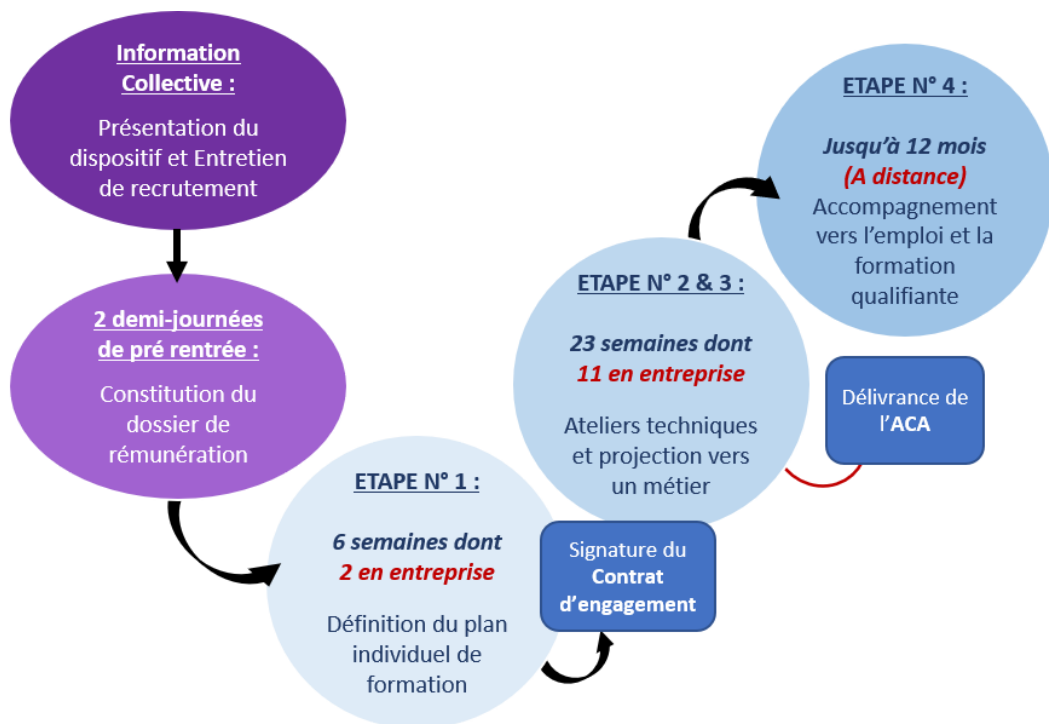 Information
Collective :
Présentation du
dispositif et Entretien
de recrutement
2 demi-journées
de pré rentrée :
Constitution du
dossier de
rémunération
ETAPE N° 1 :
6 semaines dont
2 en entreprise
Définition du plan
individuel de
formation
Signature du
Contrat
d’engagement
ETAPE N° 2 & 3 :
23 semaines dont
11 en entreprise
Ateliers techniques
et projection vers
un métier
Délivrance de
l’ACA
ETAPE N° 4 :
Jusqu’à 12 mois
(A distance)
Accompagnement
vers l’emploi et la
formation
qualifiante